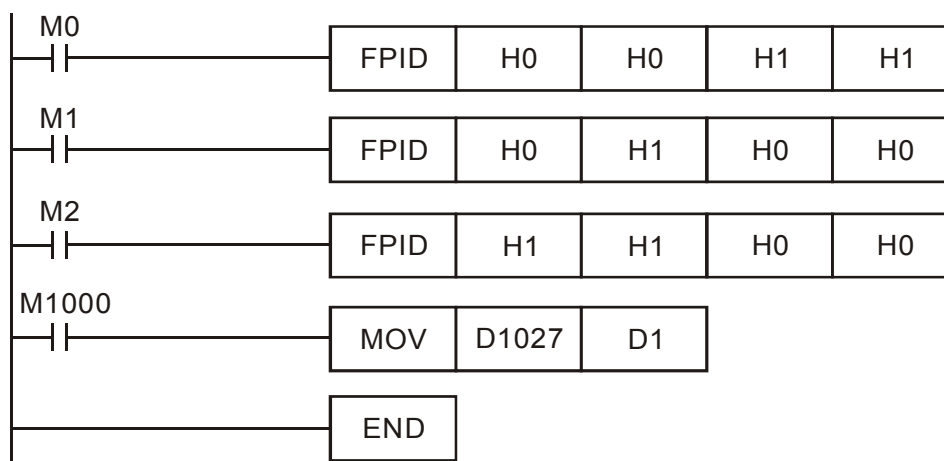 M0
FPID H0 H0 H1 H1
M1
FPID H0 H1 H0 H0
M2
FPID H1 H1 H0 H0
M1000
MOV D1027 D1
END